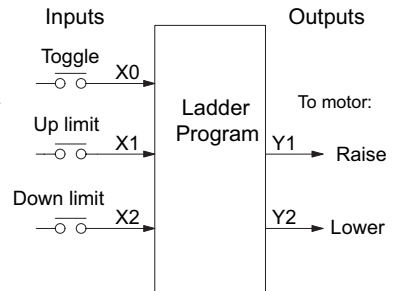 Inputs
Outputs
Toggle
X0
Up limit
X1
Down limit
X2
Ladder
Program
To motor:
Y1
Raise
Y2
Lower